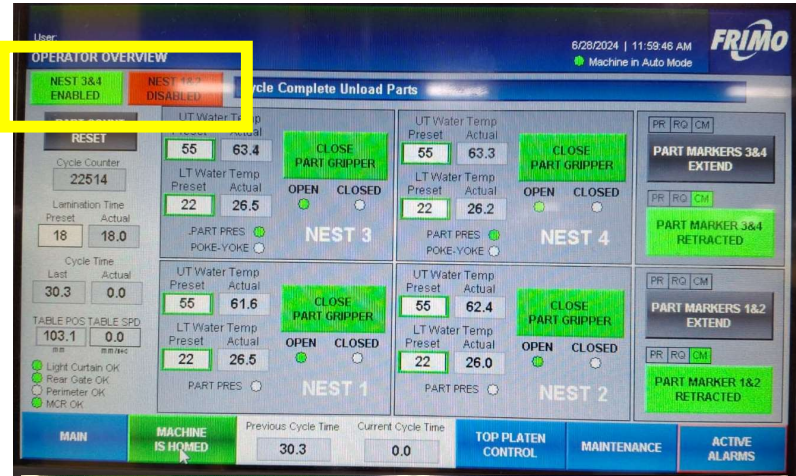 User:
6/28/2024 | 11:59:46 AM
FRIMO
OPERATOR OVERVIEW
Machine in Auto Mode
NEST 3&4
ENABLED
NEST 1&2
DISABLED
Cycle Complete Unload Parts
RESET
Cycle Counter
22514
Lamination Time
Preset Actual
18 18.0
Cycle Time
Last Actual
30.3 0.0
TABLE POS TABLE SPD
103.1 0.0
mm mm/sec
Light Curtain OK
Rear Gate OK
Perimeter OK
MCR OK
UT Water Temp
Preset Actual
55 63.4
LT Water Temp
Preset Actual
22 26.5
CLOSE
PART GRIPPER
OPEN CLOSED
.PART PRES
POKE-YOKE
NEST 3
UT Water Temp
Preset Actual
55 63.3
LT Water Temp
Preset Actual
22 26.2
CLOSE
PART GRIPPER
OPEN CLOSED
PART PRES
POKE-YOKE
NEST 4
PR RQ CM
PART MARKERS 3&4
EXTEND
PR RQ CM
PART MARKER 3&4
RETRACTED
UT Water Temp
Preset Actual
55 61.6
LT Water Temp
Preset Actual
22 26.5
CLOSE
PART GRIPPER
OPEN CLOSED
PART PRES
NEST 1
UT Water Temp
Preset Actual
55 62.4
LT Water Temp
Preset Actual
22 26.0
CLOSE
PART GRIPPER
OPEN CLOSED
PART PRES
NEST 2
PR RQ CM
PART MARKERS 1&2
EXTEND
PR RQ CM
PART MARKER 1&2
RETRACTED
MAIN
MACHINE
IS HOMED
Previous Cycle Time
30.3
Current Cycle Time
0.0
TOP PLATEN
CONTROL
MAINTENANCE
ACTIVE
ALARMS